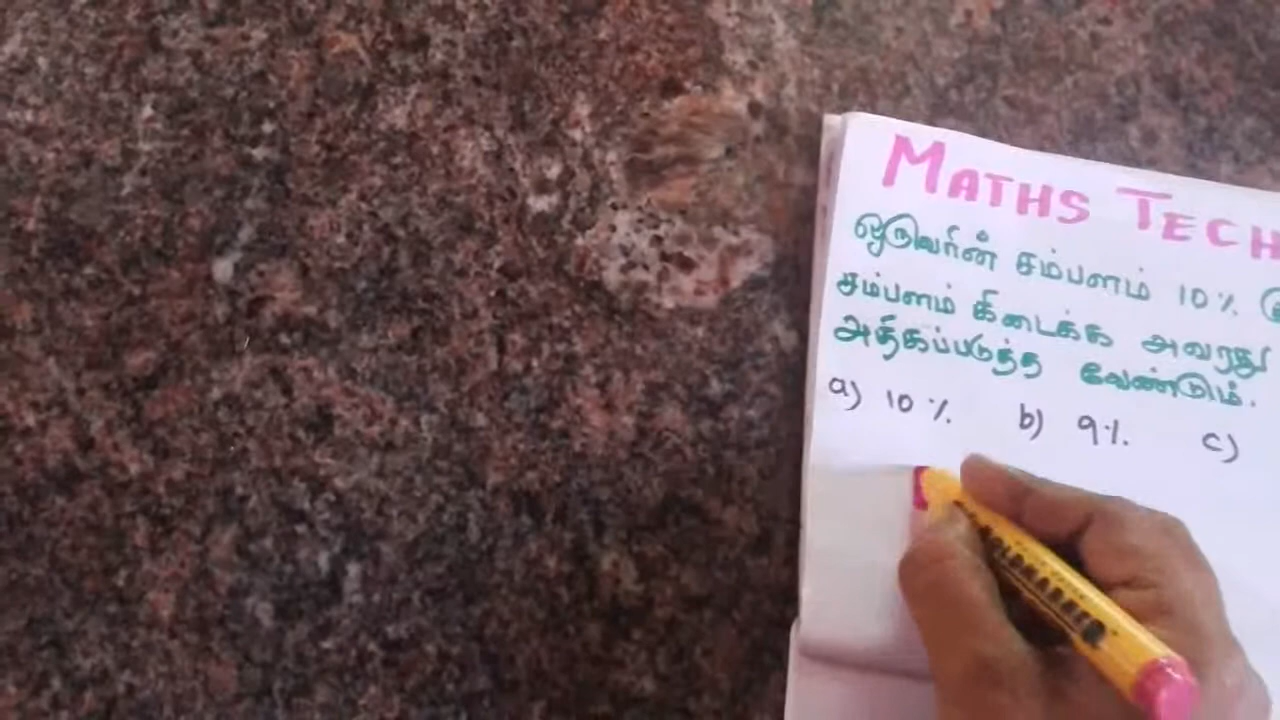 MATHS TECH
ஒருவரின் சம்பளம் 10%
சம்பளம் கிடைக்க அவரது
அதிகப்படுத்த வேண்டும்.
a) 10 % b) 9%. c)